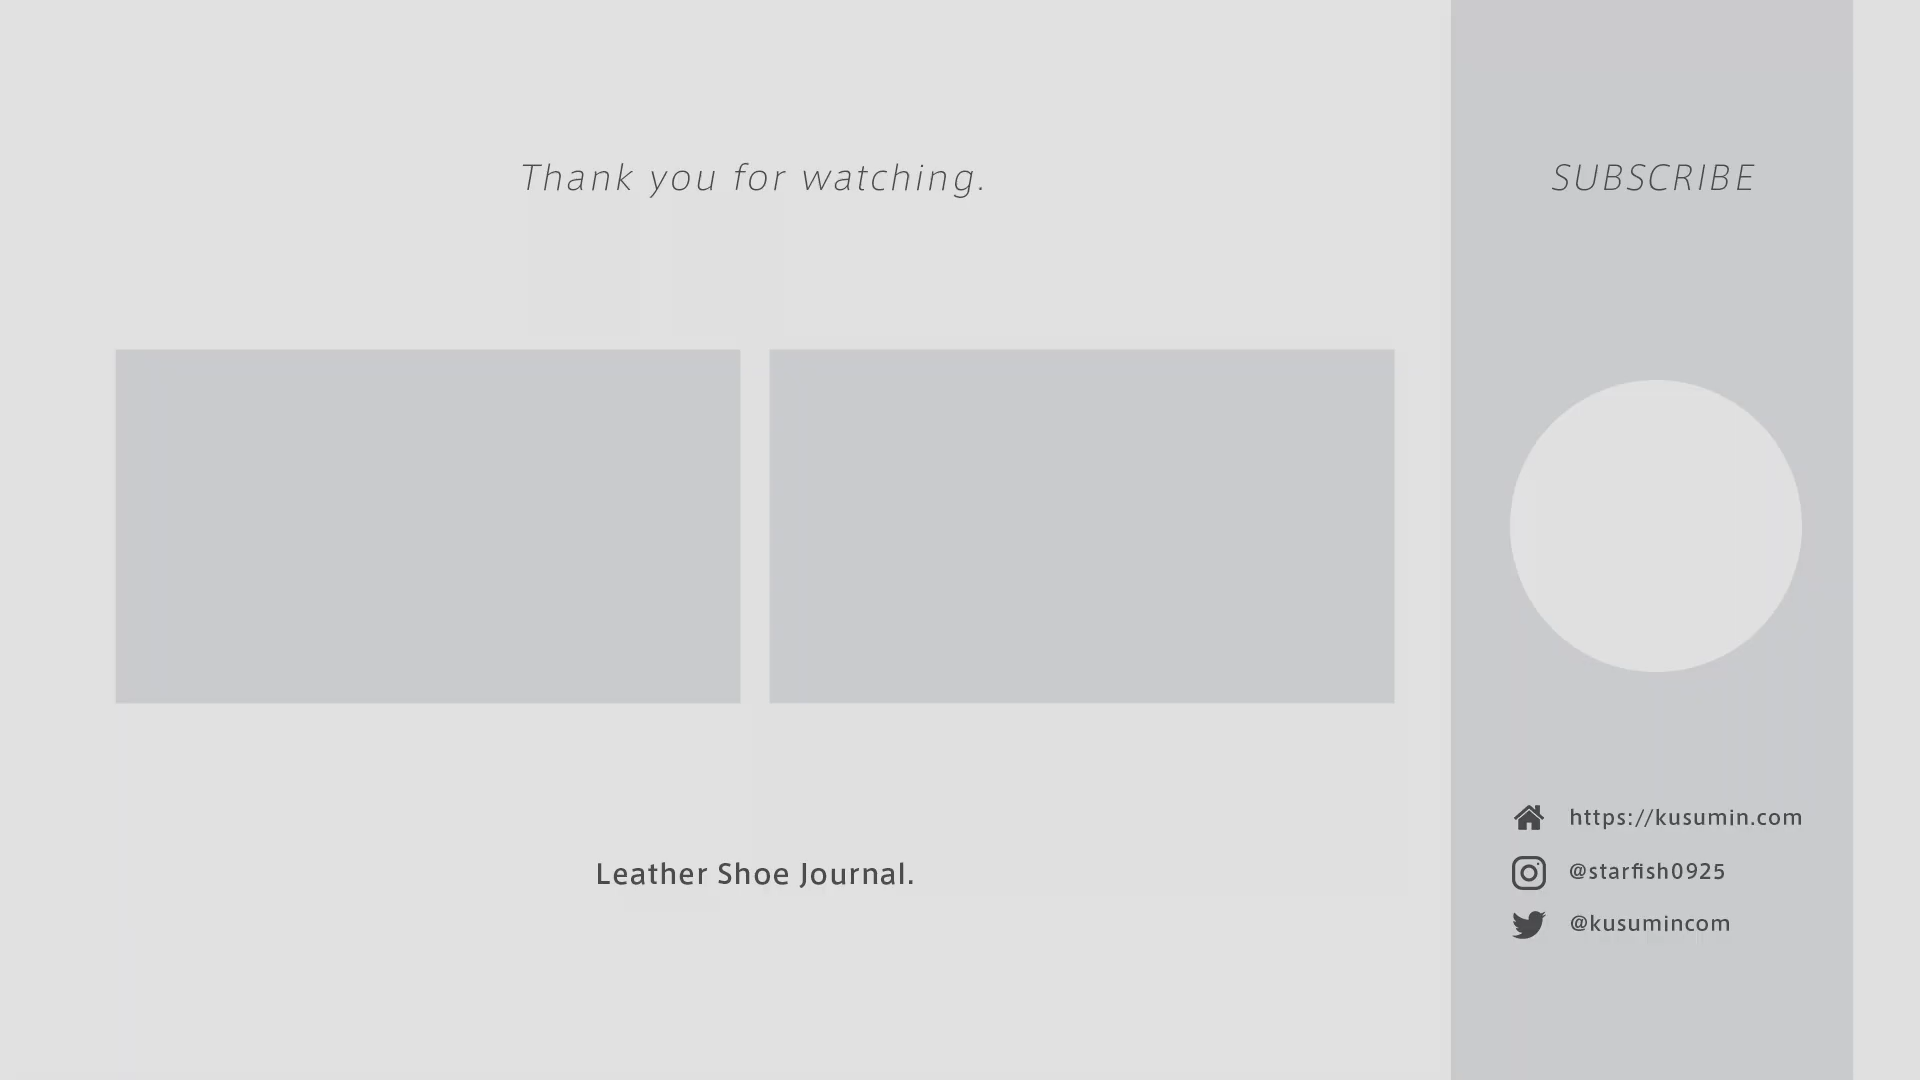 Thank you for watching.
Leather Shoe Journal.
SUBSCRIBE
https://kusumin.com
@starfish0925
@kusumincom